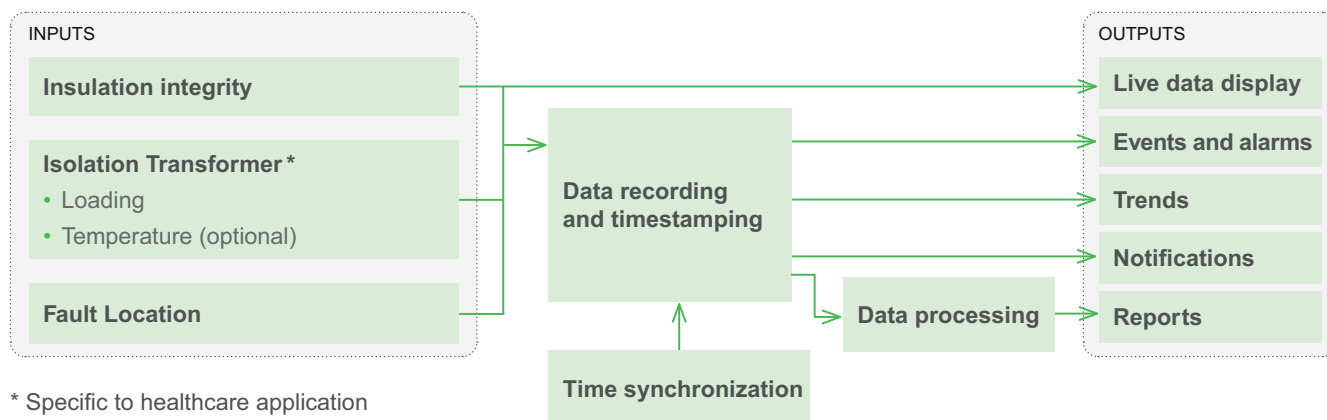 INPUTS
Insulation integrity
Isolation Transformer*
• Loading
• Temperature (optional)
Fault Location
Data recording
and timestamping
Time synchronization
Data processing
OUTPUTS
Live data display
Events and alarms
Trends
Notifications
Reports
* Specific to healthcare application